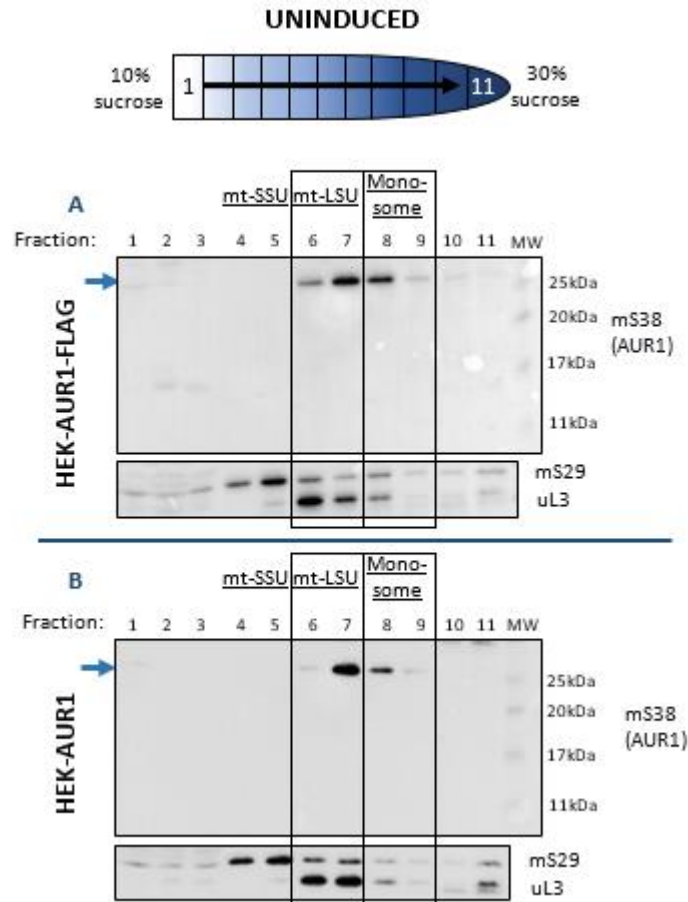 UNINDUCED
10% sucrose
1
11
30% sucrose
A
mt-SSU
mt-LSU
Mono-
some
Fraction: 1 2 3 4 5 6 7 8 9 10 11 MW
HEK-AUR1-FLAG
25kDa
20kDa
17kDa
11kDa
mS38
(AUR1)
mS29
uL3
B
mt-SSU
mt-LSU
Mono-
some
Fraction: 1 2 3 4 5 6 7 8 9 10 11 MW
HEK-AUR1
25kDa
20kDa
17kDa
11kDa
mS38
(AUR1)
mS29
uL3